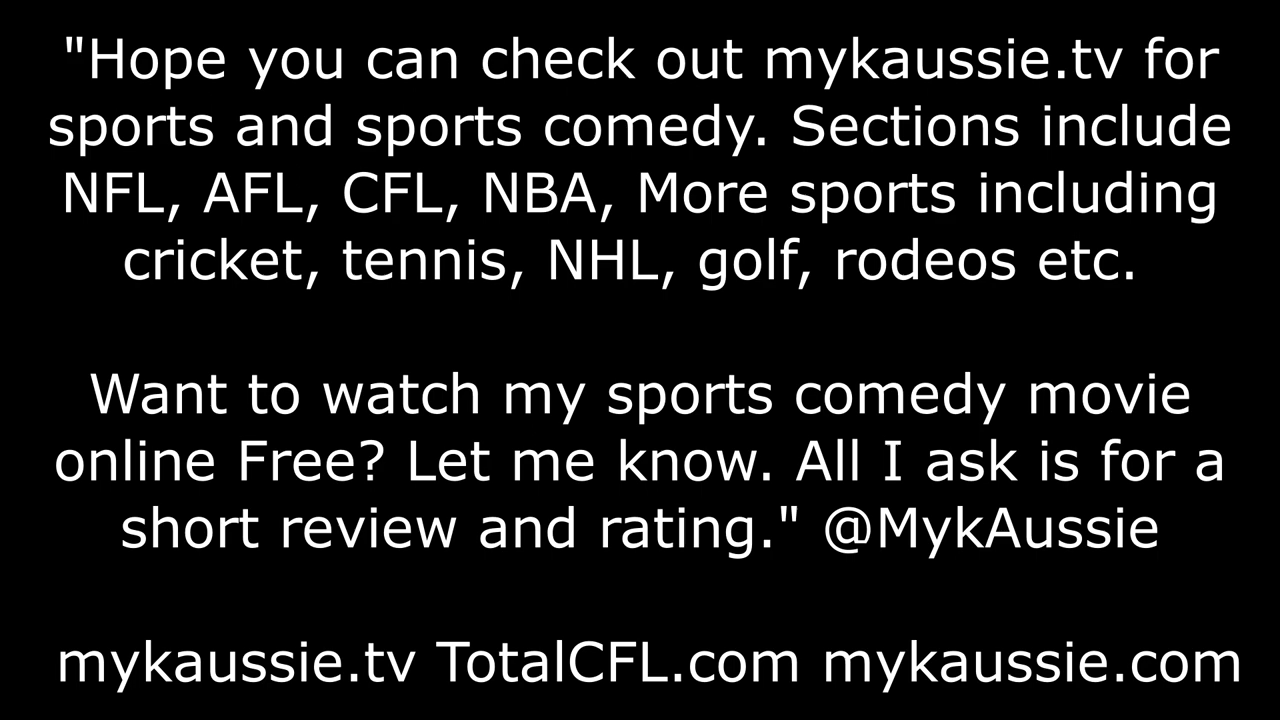 "Hope you can check out mykaussie.tv for
sports and sports comedy. Sections include
NFL, AFL, CFL, NBA, More sports including
cricket, tennis, NHL, golf, rodeos etc.
Want to watch my sports comedy movie
online Free? Let me know. All I ask is for a
short review and rating." @MykAussie
mykaussie.tv TotalCFL.com mykaussie.com